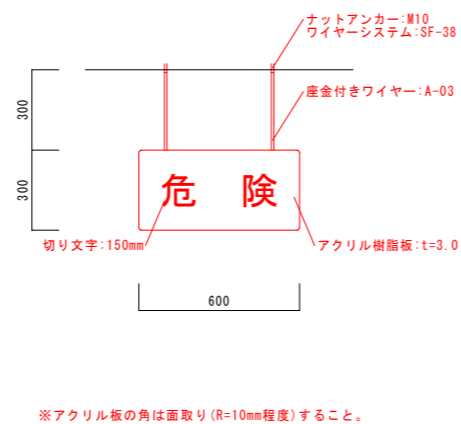 ナットアンカー:M10
ワイヤーシステム:SF-38
300
座金付きワイヤー:A-03
300
危 険
切り文字:150mm
アクリル樹脂板:t=3.0
600
※アクリル板の角は面取り(R=10mm程度)すること。